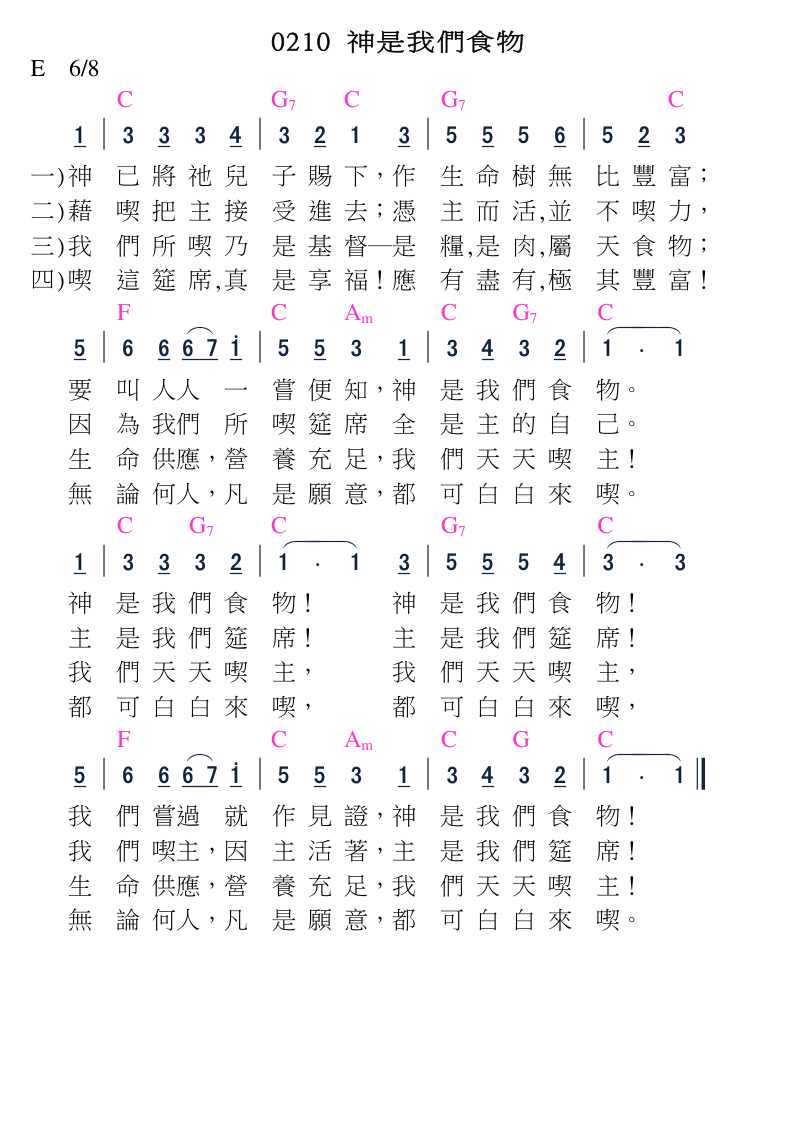 0210 神是我們食物
E 6/8
C G7 C G7 C
1 | 3 3 3 4 | 3 2 1 3 | 5 5 5 6 | 5 2 3
一)神 已將祂兒 子賜下，作 生命樹無 比豐富；
二)藉 喫把主接 受進去；憑 主而活,並 不喫力，
三)我 們所喫乃 是基督─是 糧,是肉,屬 天食物；
四)喫 這筵席,真 是享福！應 有盡有,極 其豐富！
F C Am C G7 C
5 | 6 6 6 7 i | 5 5 3 1 | 3 4 3 2 | 1 · 1
要 叫人人一 嘗便知，神 是我們食 物。
因 為我們所 喫筵席 全 是主的自 己。
生 命供應，營 養充足，我 們天天喫 主！
無 論何人，凡 是願意，都 可白白來 喫。
C G7 C G7 C
1 | 3 3 3 2 | 1 · 1 3 | 5 5 5 4 | 3 · 3
神 是我們食 物！ 神 是我們食 物！
主 是我們筵 席！ 主 是我們筵 席！
我 們天天喫 主， 我 們天天喫 主，
都 可白白來 喫， 都 可白白來 喫，
F C Am C G C
5 | 6 6 6 7 i | 5 5 3 1 | 3 4 3 2 | 1 · 1
我 們嘗過就 作見證，神 是我們食 物！
我 們喫主，因 主活著，主 是我們筵 席！
生 命供應，營 養充足，我 們天天喫 主！
無 論何人，凡 是願意，都 可白白來 喫。